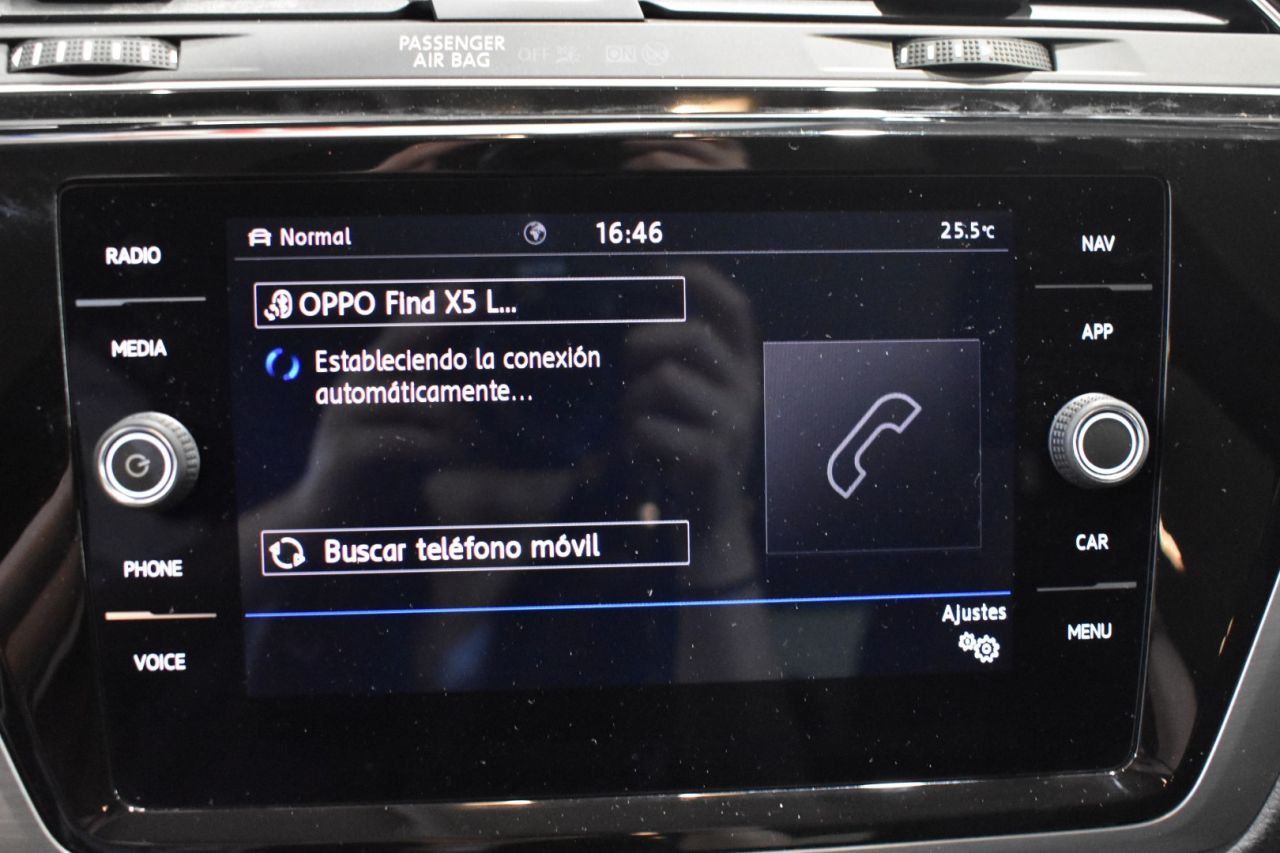 PASSENGER
AIR BAG
OFF
ON
RADIO
MEDIA
PHONE
VOICE
Normal
16:46
25.5°C
OPPO Find X5 L...
Estableciendo la conexión
automáticamente...
Buscar teléfono móvil
Ajustes
NAV
APP
CAR
MENU